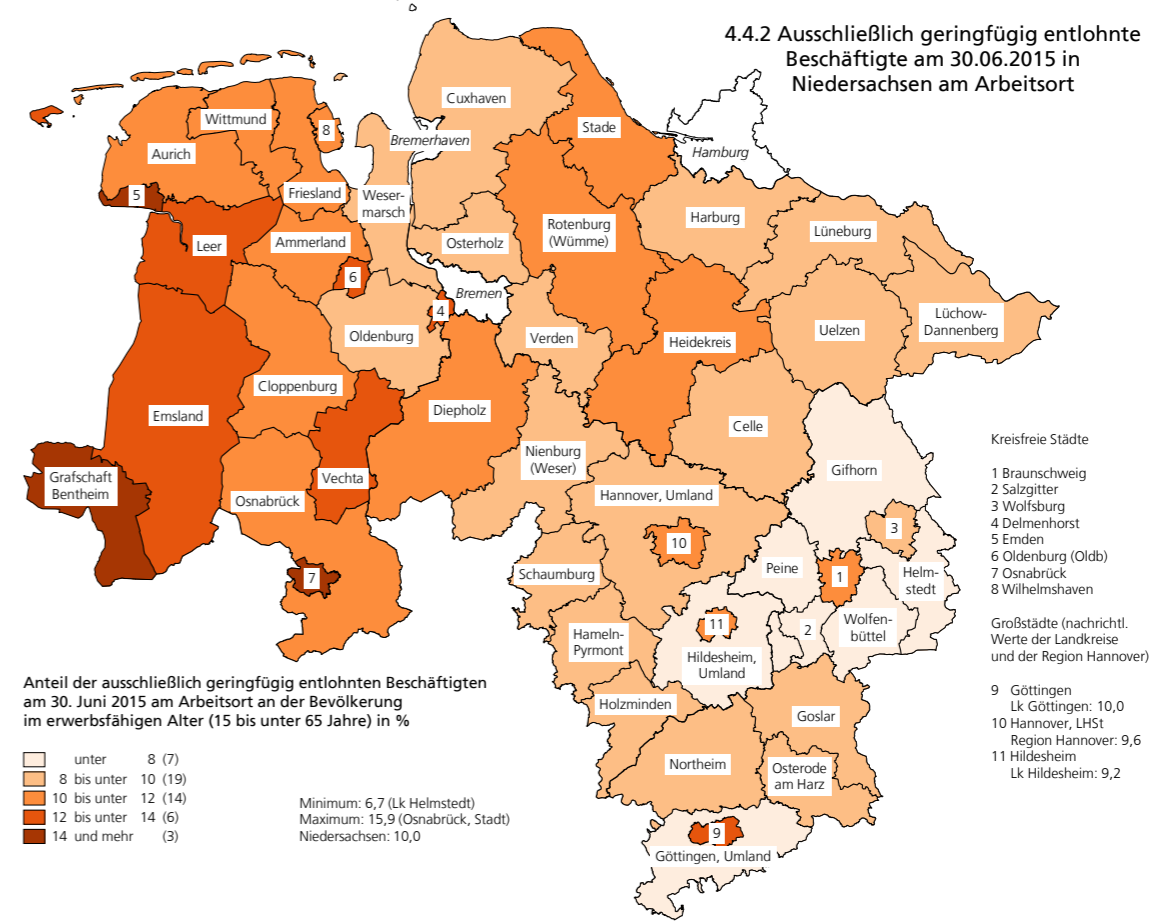 4.4.2 Ausschließlich geringfügig entlohnte
Beschäftigte am 30.06.2015 in
Niedersachsen am Arbeitsort
Cuxhaven
Wittmund
8
Stade
Bremerhaven
Hamburg
Aurich
5
Friesland
Weser-
marsch
Harburg
Rotenburg
(Wümme)
Lüneburg
Leer
Ammerland
Osterholz
6
Bremen
4
Lüchow-
Dannenberg
Oldenburg
Verden
Heidekreis
Uelzen
Cloppenburg
Emsland
Diepholz
Celle
Nienburg
(Weser)
Gifhorn
Grafschaft
Bentheim
Osnabrück
Vechta
Hannover, Umland
3
10
7
Schaumburg
Peine
1
Helm-
stedt
11
2
Wolfen-
büttel
Hameln-
Pyrmont
Hildesheim,
Umland
Holzminden
Goslar
Northeim
Osterode
am Harz
9
Göttingen, Umland
Kreisfreie Städte
1 Braunschweig
2 Salzgitter
3 Wolfsburg
4 Delmenhorst
5 Emden
6 Oldenburg (Oldb)
7 Osnabrück
8 Wilhelmshaven
Großstädte (nachrichtl.
Werte der Landkreise
und der Region Hannover)
9 Göttingen
Lk Göttingen: 10,0
10 Hannover, LHSt
Region Hannover: 9,6
11 Hildesheim
Lk Hildesheim: 9,2
Anteil der ausschließlich geringfügig entlohnten Beschäftigten
am 30. Juni 2015 am Arbeitsort an der Bevölkerung
im erwerbsfähigen Alter (15 bis unter 65 Jahre) in %
unter 8 (7)
8 bis unter 10 (19)
10 bis unter 12 (14)
12 bis unter 14 (6)
14 und mehr (3)
Minimum: 6,7 (Lk Helmstedt)
Maximum: 15,9 (Osnabrück, Stadt)
Niedersachsen: 10,0